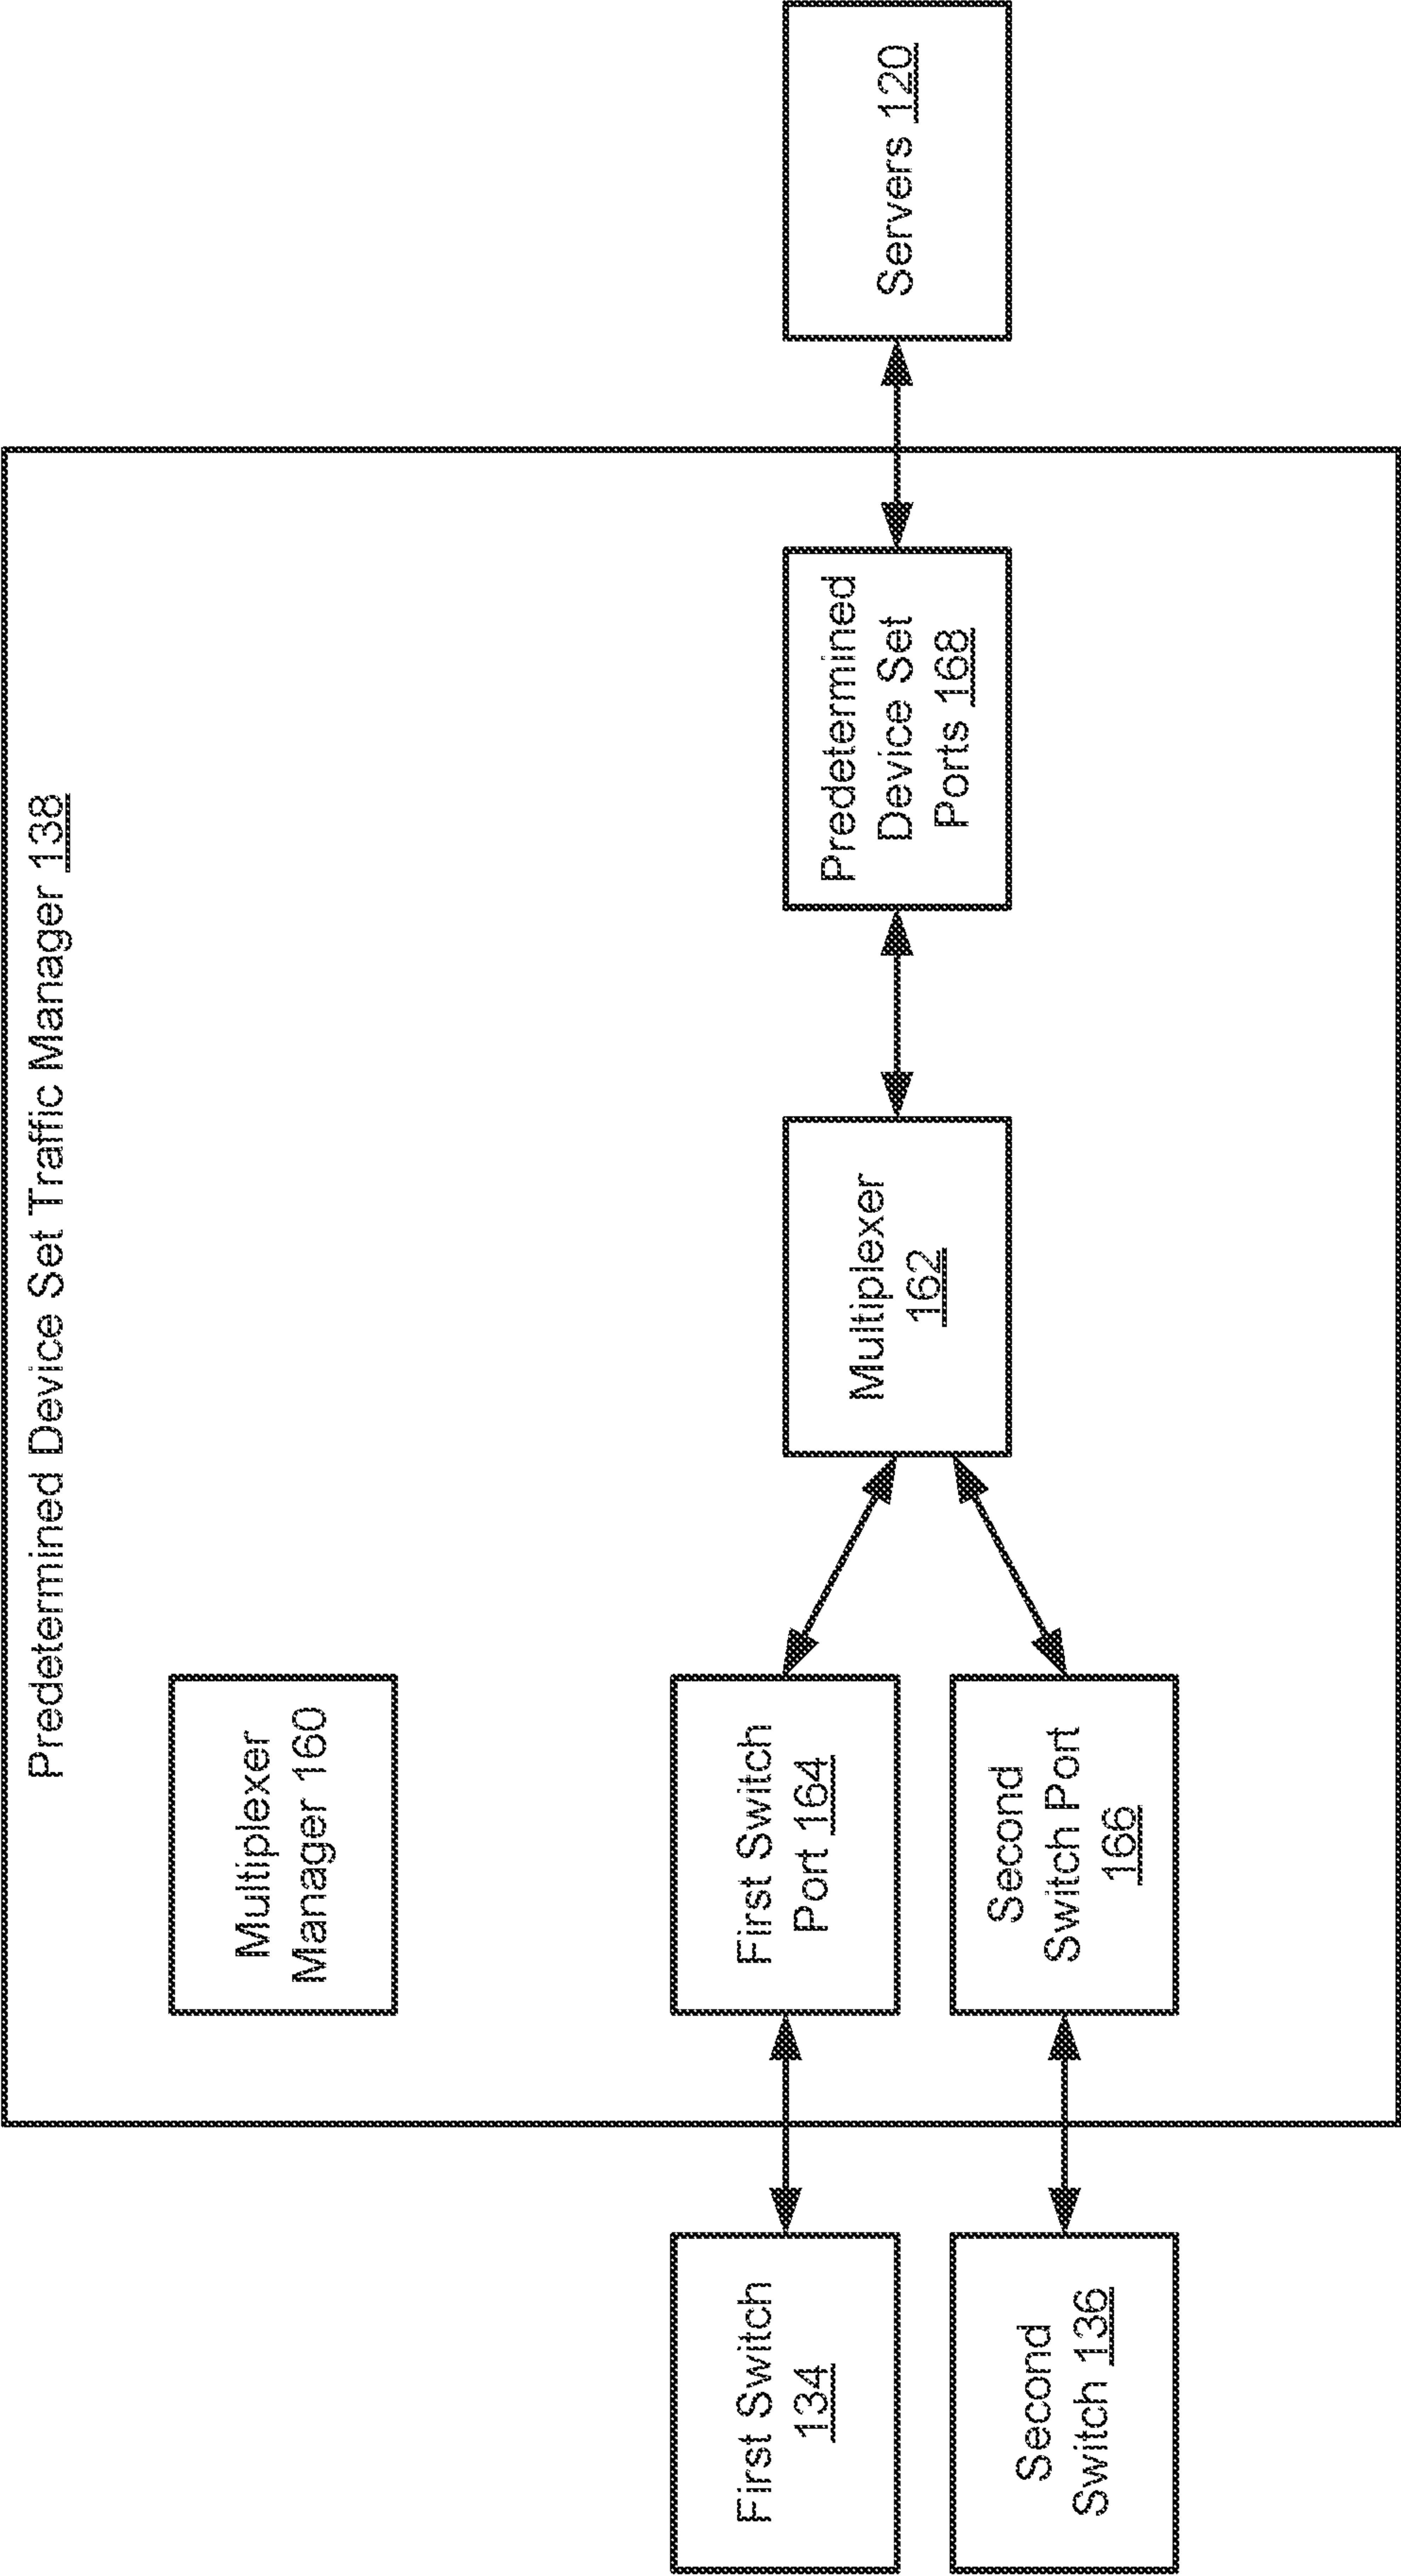 Predetermined Device Set Traffic Manager 138
Multiplexer
Manager 160
First Switch
134
First Switch
Port 164
Second
Switch 136
Second
Switch Port
166
Multiplexer
162
Predetermined
Device Set
Ports 168
Servers 120